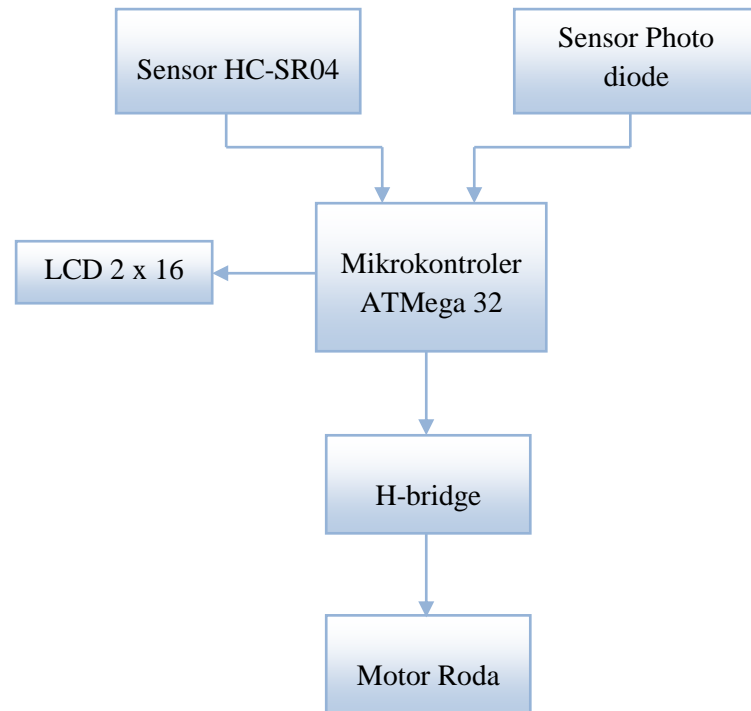 Sensor HC-SR04
Sensor Photo
diode
LCD 2 x 16
Mikrokontroler
ATMega 32
H-bridge
Motor Roda